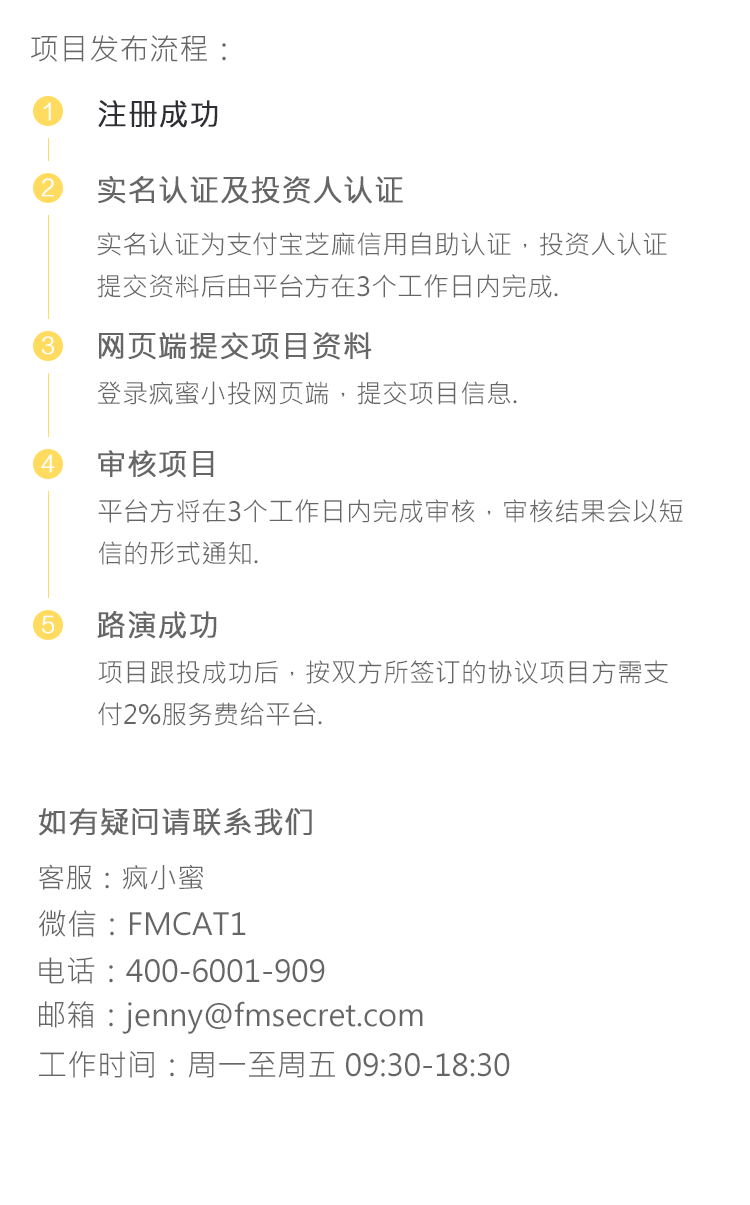 项目发布流程：
1 注册成功
2 实名认证及投资人认证
实名认证为支付宝芝麻信用自助认证，投资人认证
提交资料后由平台方在3个工作日内完成.
3 网页端提交项目资料
登录疯蜜小投网页端，提交项目信息.
4 审核项目
平台方将在3个工作日内完成审核，审核结果会以短
信的形式通知.
5 路演成功
项目跟投成功后，按双方所签订的协议项目方需支
付2%服务费给平台.
如有疑问请联系我们
客服：疯小蜜
微信：FMCAT1
电话：400-6001-909
邮箱：jenny@fmsecret.com
工作时间：周一至周五 09:30-18:30